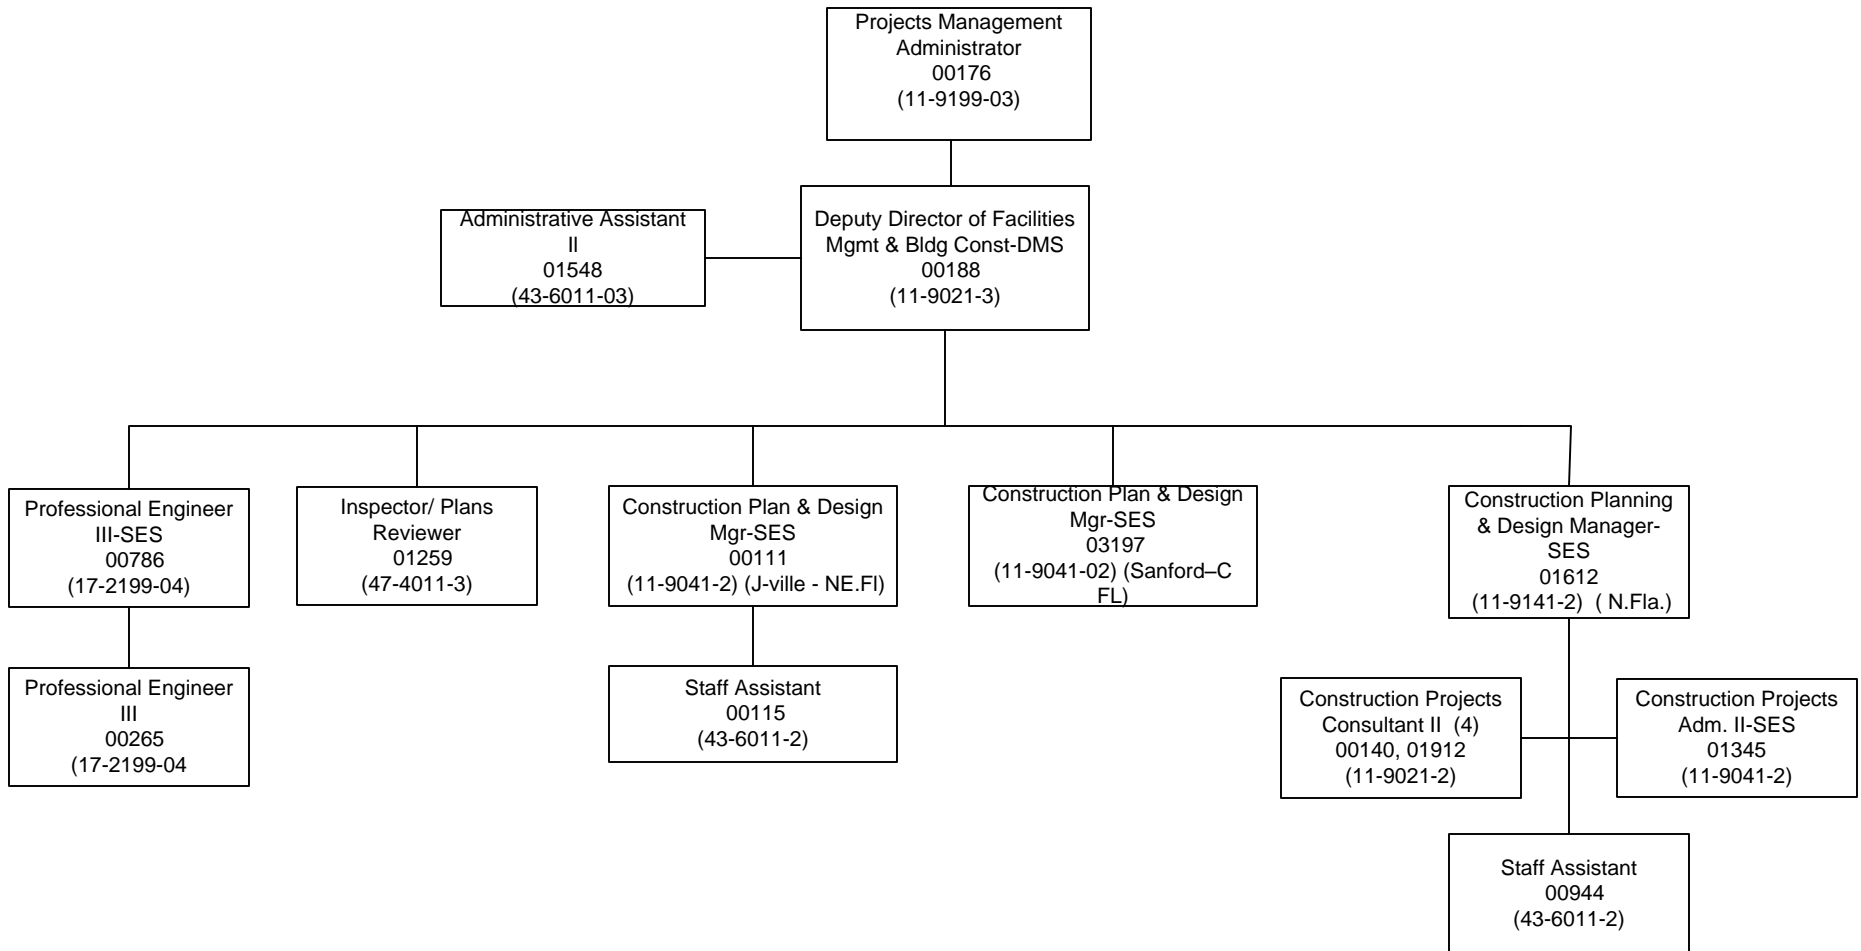 Projects Management
Administrator
00176
(11-9199-03)
Administrative Assistant
II
01548
(43-6011-03)
Deputy Director of Facilities
Mgmt & Bldg Const-DMS
00188
(11-9021-3)
Professional Engineer
III-SES
00786
(17-2199-04)
Inspector/ Plans
Reviewer
01259
(47-4011-3)
Construction Plan & Design
Mgr-SES
00111
(11-9041-2) (J-ville - NE.Fl)
Construction Plan & Design
Mgr-SES
03197
(11-9041-02) (Sanford–C
FL)
Construction Planning
& Design Manager-
SES
01612
(11-9141-2) ( N.Fla.)
Professional Engineer
III
00265
(17-2199-04
Staff Assistant
00115
(43-6011-2)
Construction Projects
Consultant II (4)
00140, 01912
(11-9021-2)
Construction Projects
Adm. II-SES
01345
(11-9041-2)
Staff Assistant
00944
(43-6011-2)